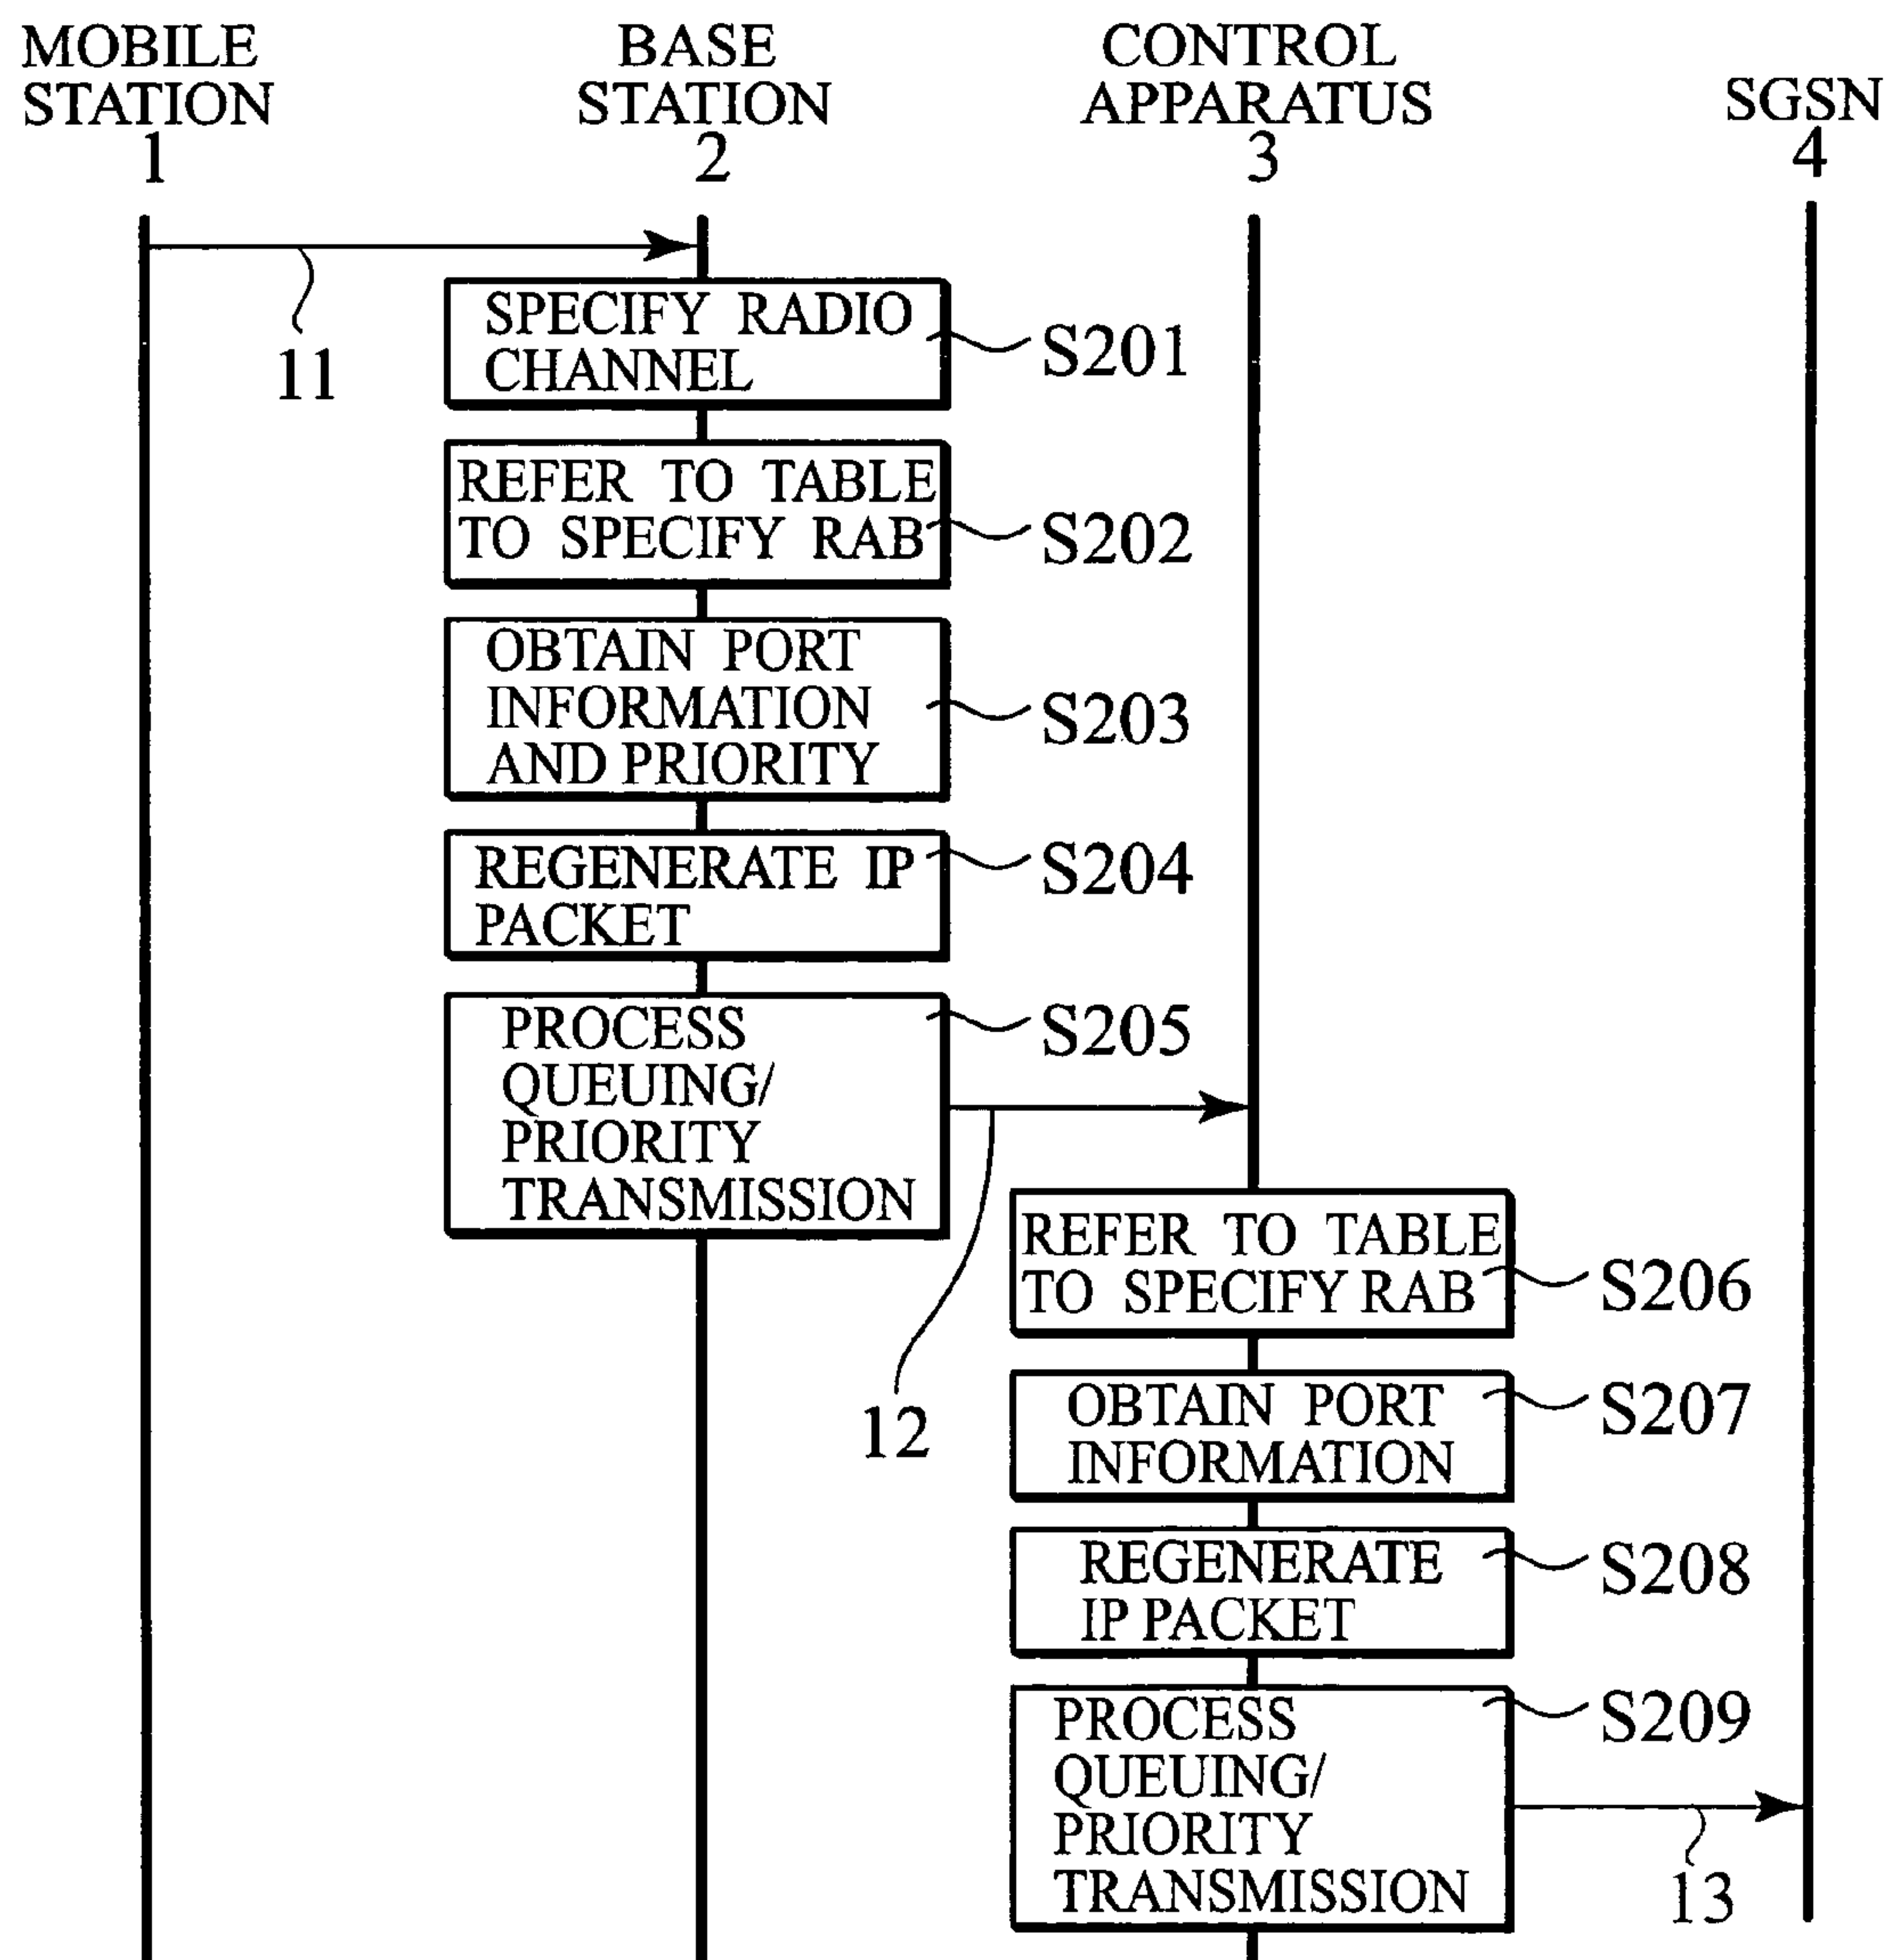 MOBILE
STATION
1
BASE
STATION
2
CONTROL
APPARATUS
3
SGSN
4
11
SPECIFY RADIO
CHANNEL
S201
REFER TO TABLE
TO SPECIFY RAB
S202
OBTAIN PORT
INFORMATION
AND PRIORITY
S203
REGENERATE IP
PACKET
S204
PROCESS
QUEUING/
PRIORITY
TRANSMISSION
S205
12
REFER TO TABLE
TO SPECIFY RAB
S206
OBTAIN PORT
INFORMATION
S207
REGENERATE
IP PACKET
S208
PROCESS
QUEUING/
PRIORITY
TRANSMISSION
S209
13